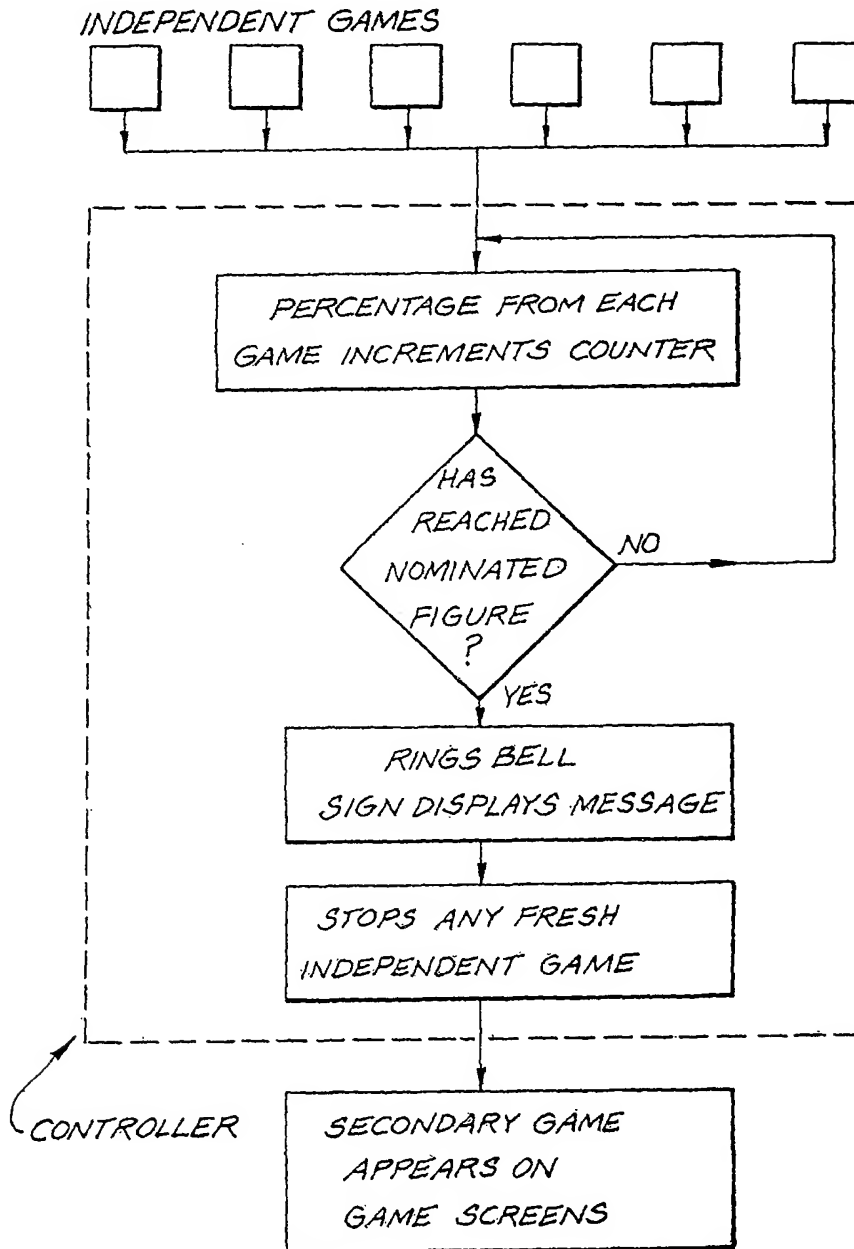 INDEPENDENT GAMES
PERCENTAGE FROM EACH
GAME INCREMENTS COUNTER
HAS
REACHED
NOMINATED
FIGURE
?
NO
YES
RINGS BELL
SIGN DISPLAYS MESSAGE
STOPS ANY FRESH
INDEPENDENT GAME
CONTROLLER
SECONDARY GAME
APPEARS ON
GAME SCREENS